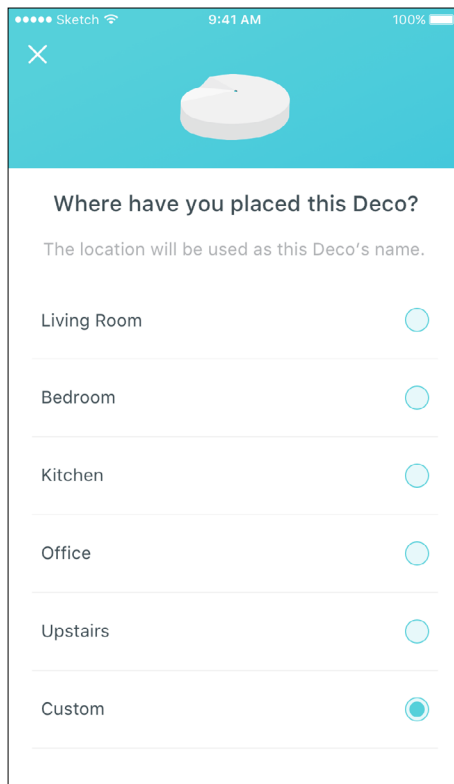 Sketch 9:41 AM 100%
Where have you placed this Deco?
The location will be used as this Deco's name.
Living Room
Bedroom
Kitchen
Office
Upstairs
Custom